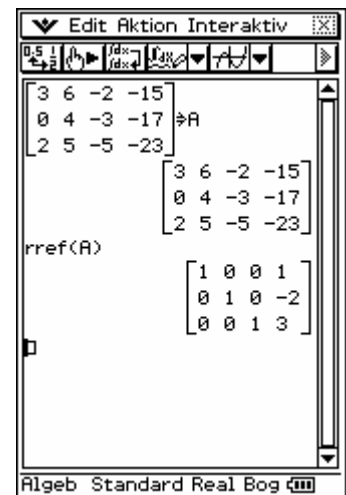 Edit Aktion Interaktiv
3 6 -2 -15
0 4 -3 -17 ⇒A
2 5 -5 -23
3 6 -2 -15
0 4 -3 -17
2 5 -5 -23
rref(A)
1 0 0 1
0 1 0 -2
0 0 1 3
Algeb Standard Real Bog